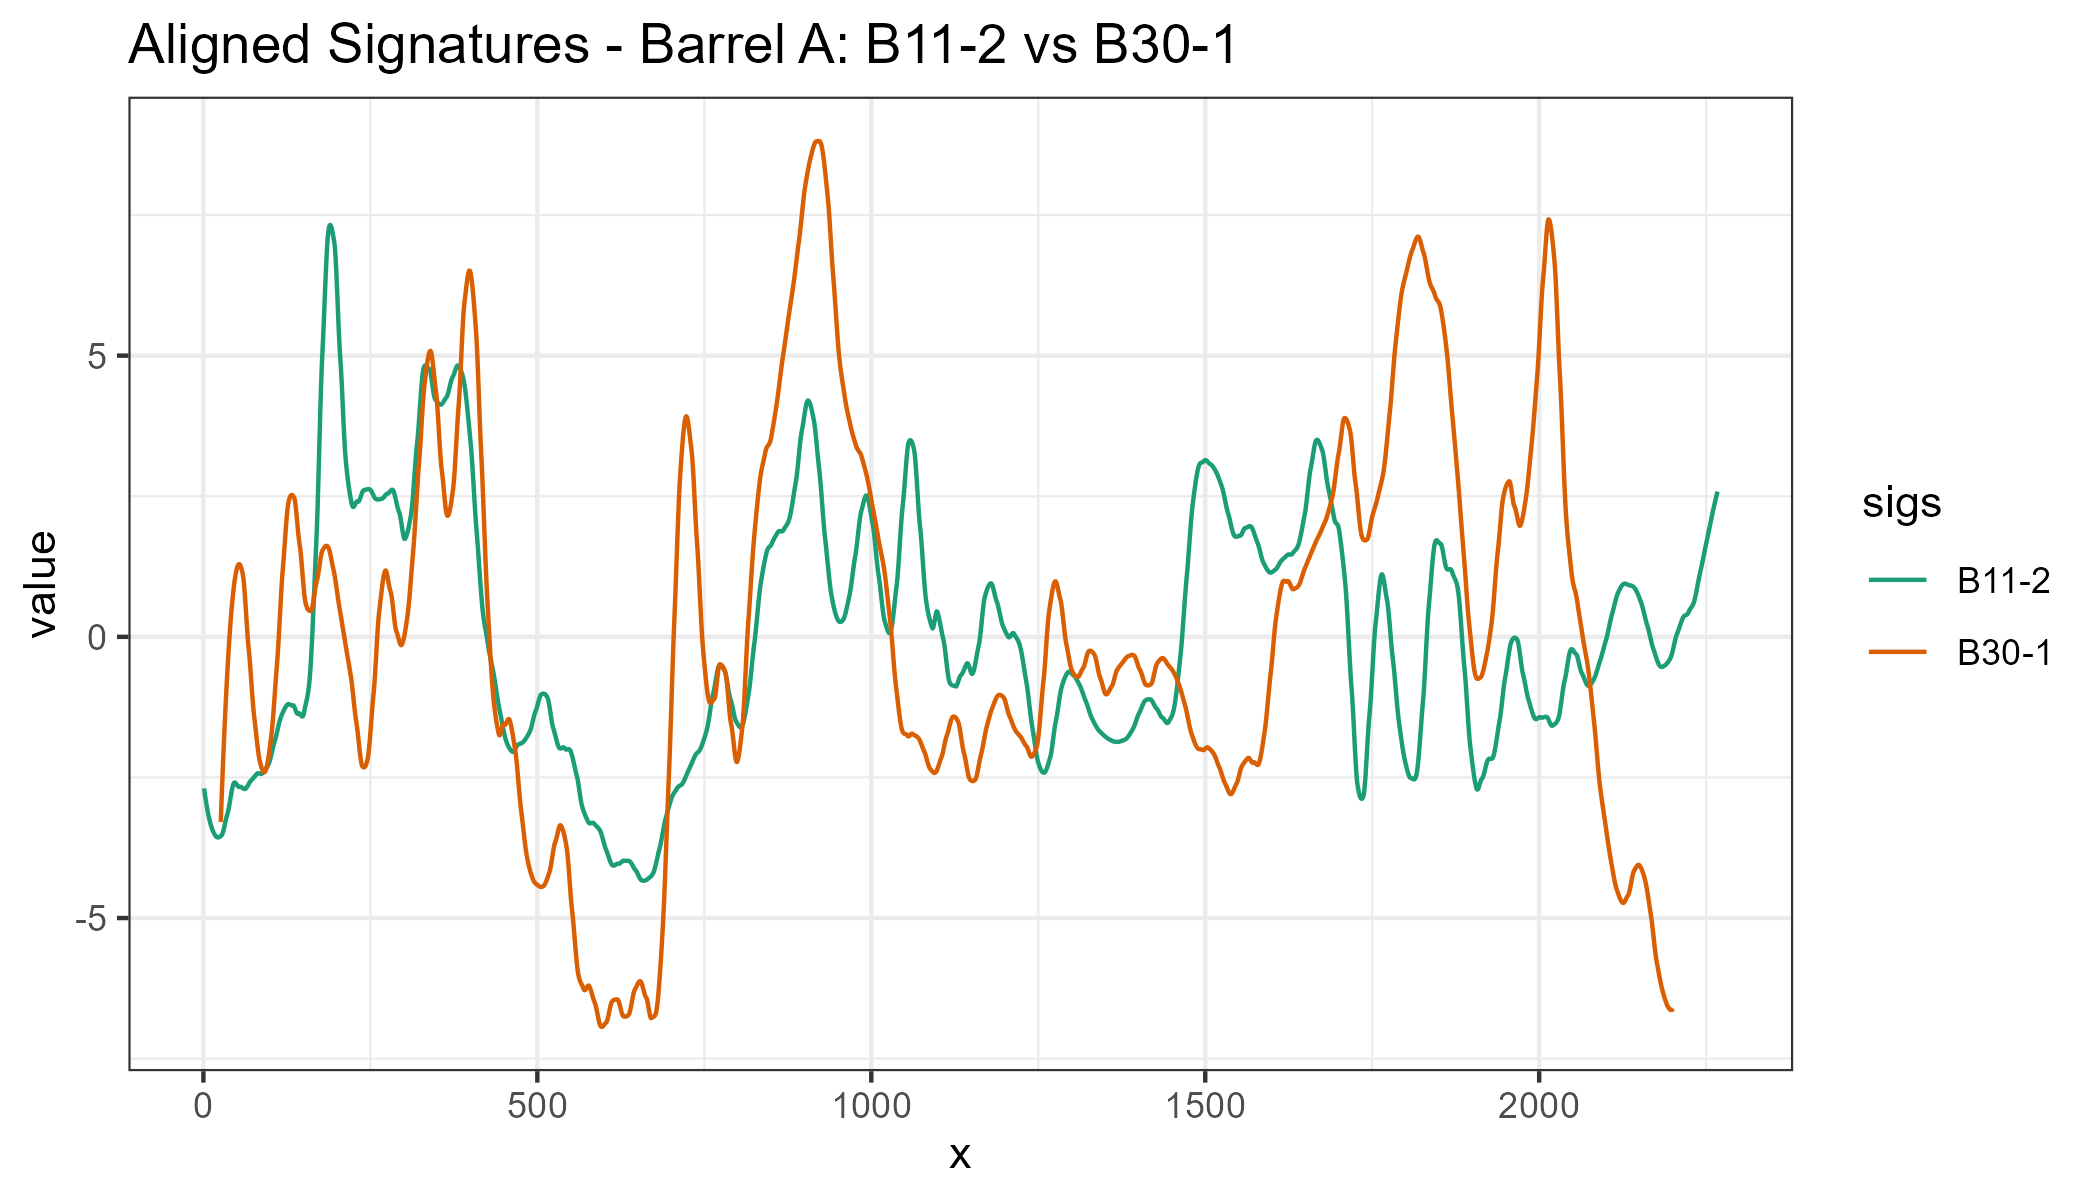 Aligned Signatures - Barrel A: B11-2 vs B30-1
value
5
0
-5
0 500 1000 1500 2000
x
sigs
B11-2
B30-1